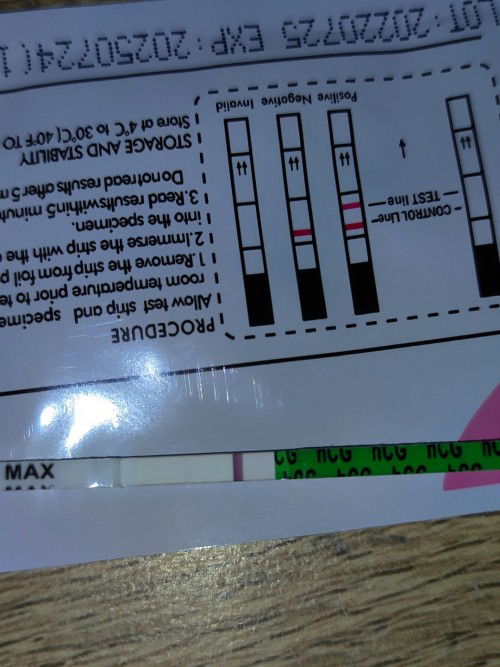 MAX
hCG hCG hCG hCG
PROCEDURE
Allow test strip and
room temperature prior to
1.Remove the strip from foil
2.Immerse the strip with the
into the specimen.
3.Read results within 5
Do not read results after 5
STORAGE AND STABILITY
Store at 4°C to 30°C( 40°F TO
CONTROL Line
TEST line
Positive Negative Invalid
LOT:20220725 EXP:20250724(